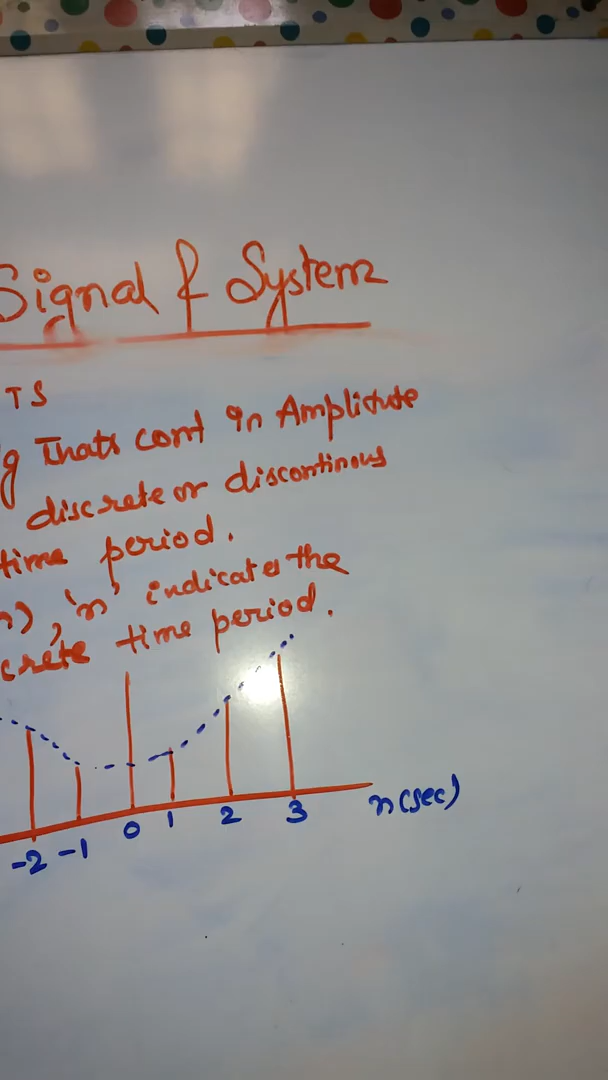 Signal & System
TS
Thats cont in Amplitude
discrete or discontinous
time period.
n), 'n' indicates the
crete time period.
-2 -1 0 1 2 3 n(sec)